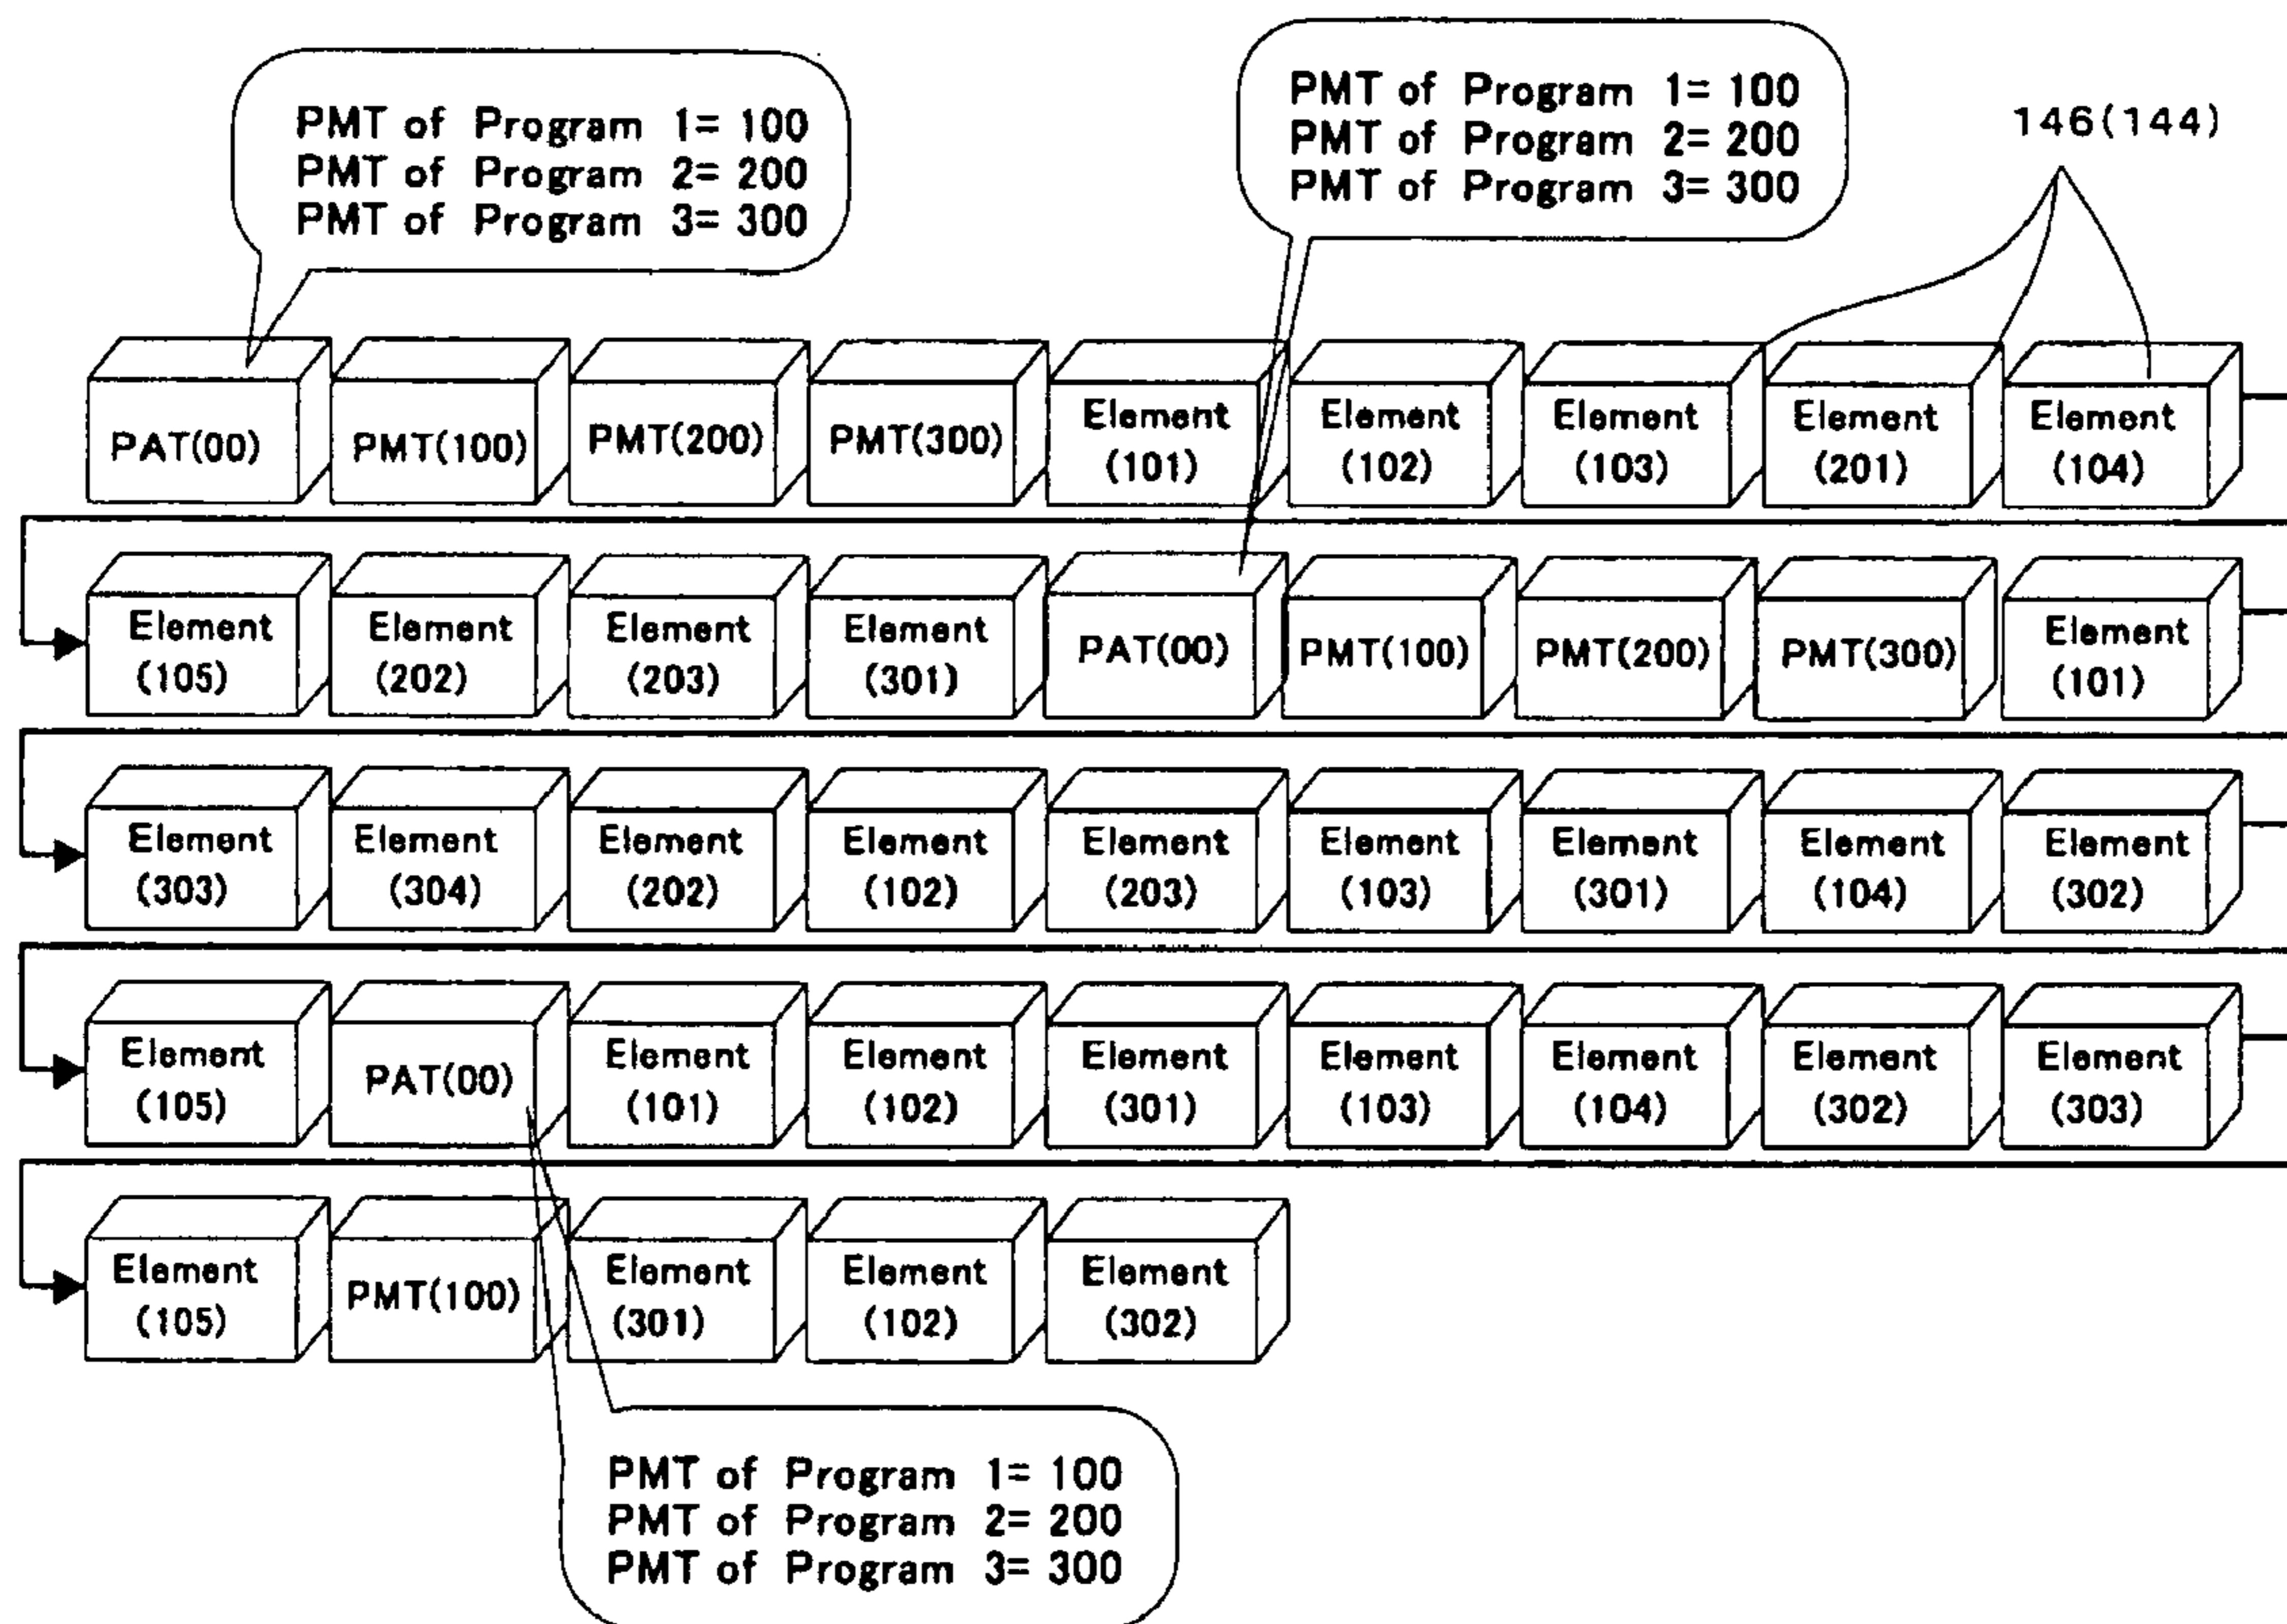 PMT of Program 1= 100
PMT of Program 2= 200
PMT of Program 3= 300
PMT of Program 1= 100
PMT of Program 2= 200
PMT of Program 3= 300
146(144)
PAT(00)
PMT(100)
PMT(200)
PMT(300)
Element
(101)
Element
(102)
Element
(103)
Element
(201)
Element
(104)
Element
(105)
Element
(202)
Element
(203)
Element
(301)
PAT(00)
PMT(100)
PMT(200)
PMT(300)
Element
(101)
Element
(303)
Element
(304)
Element
(202)
Element
(102)
Element
(203)
Element
(103)
Element
(301)
Element
(104)
Element
(302)
Element
(105)
PAT(00)
Element
(101)
Element
(102)
Element
(301)
Element
(103)
Element
(104)
Element
(302)
Element
(303)
Element
(105)
PMT(100)
Element
(301)
Element
(102)
Element
(302)
PMT of Program 1= 100
PMT of Program 2= 200
PMT of Program 3= 300